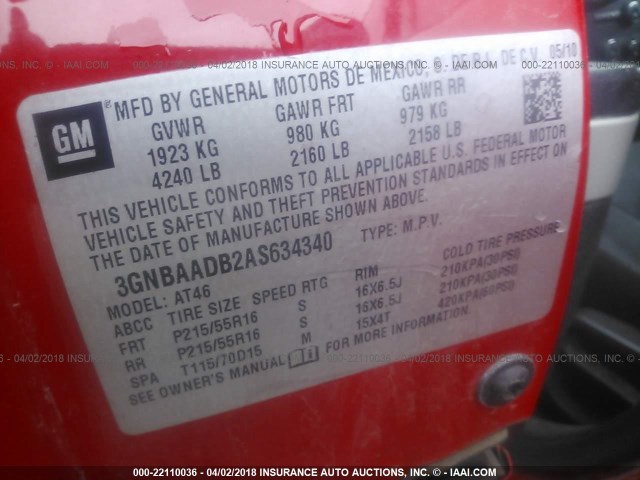 000-22110036 - 04/02/2018 - INSURANCE AUTO AUCTIONS, INC. - © IAAI.COM
GM
MFD BY GENERAL MOTORS DE MEXICO, S. DE R.L. DE C.V. 05/10
GVWR GAWR FRT GAWR RR
1923 KG 980 KG 979 KG
4240 LB 2160 LB 2158 LB
THIS VEHICLE CONFORMS TO ALL APPLICABLE U.S. FEDERAL MOTOR
VEHICLE SAFETY AND THEFT PREVENTION STANDARDS IN EFFECT ON
THE DATE OF MANUFACTURE SHOWN ABOVE.
3GNBAADB2AS634340 TYPE: M.P.V.
MODEL: AT46
ABCC TIRE SIZE SPEED RTG RIM COLD TIRE PRESSURE
FRT P215/55R16 S 16X6.5J 210KPA(30PSI)
RR P215/55R16 S 16X6.5J 210KPA(30PSI)
SPA T115/70D15 M 15X4T 420KPA(60PSI)
SEE OWNER'S MANUAL FOR MORE INFORMATION.
000-22110036 - 04/02/2018 - INSURANCE AUTO AUCTIONS, INC. - © IAAI.COM
000-22110036 - 04/02/2018 - INSURANCE AUTO AUCTIONS, INC. - © IAAI.COM